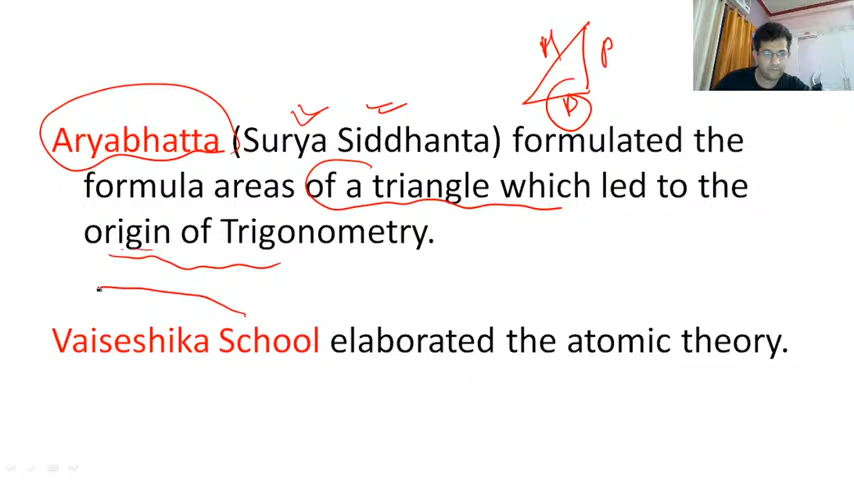 H P
B
Aryabhatta (Surya Siddhanta) formulated the
formula areas of a triangle which led to the
origin of Trigonometry.
Vaiseshika School elaborated the atomic theory.